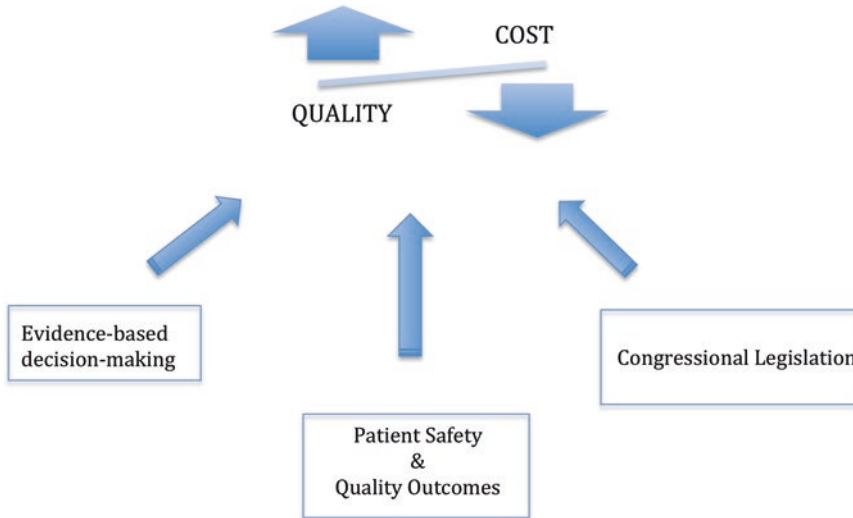 COST
QUALITY
Evidence-based
decision-making
Patient Safety
&
Quality Outcomes
Congressional Legislation